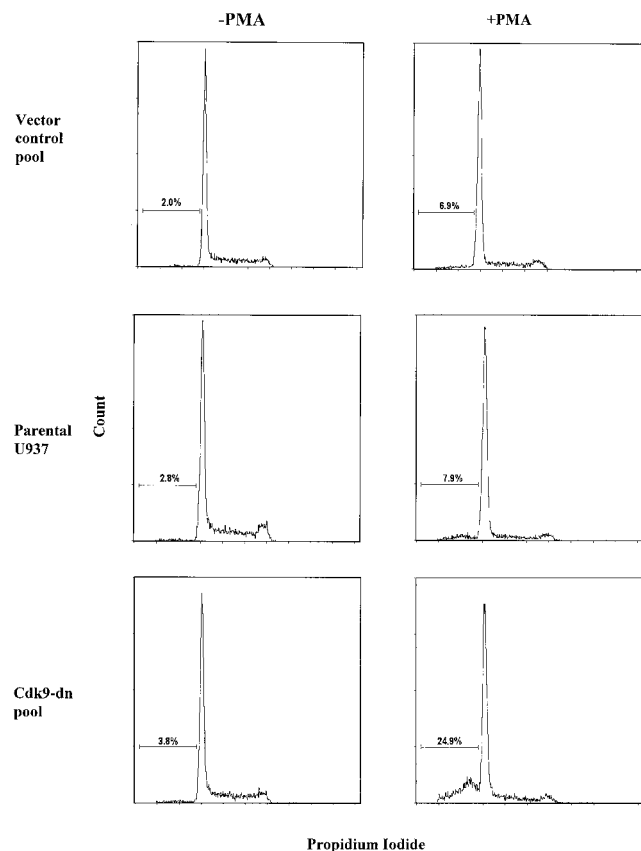 -PMA
+PMA
Vector
control
pool
2.0%
6.9%
Parental
U937
Count
2.8%
7.9%
Cdk9-dn
pool
3.8%
24.9%
Propidium Iodide